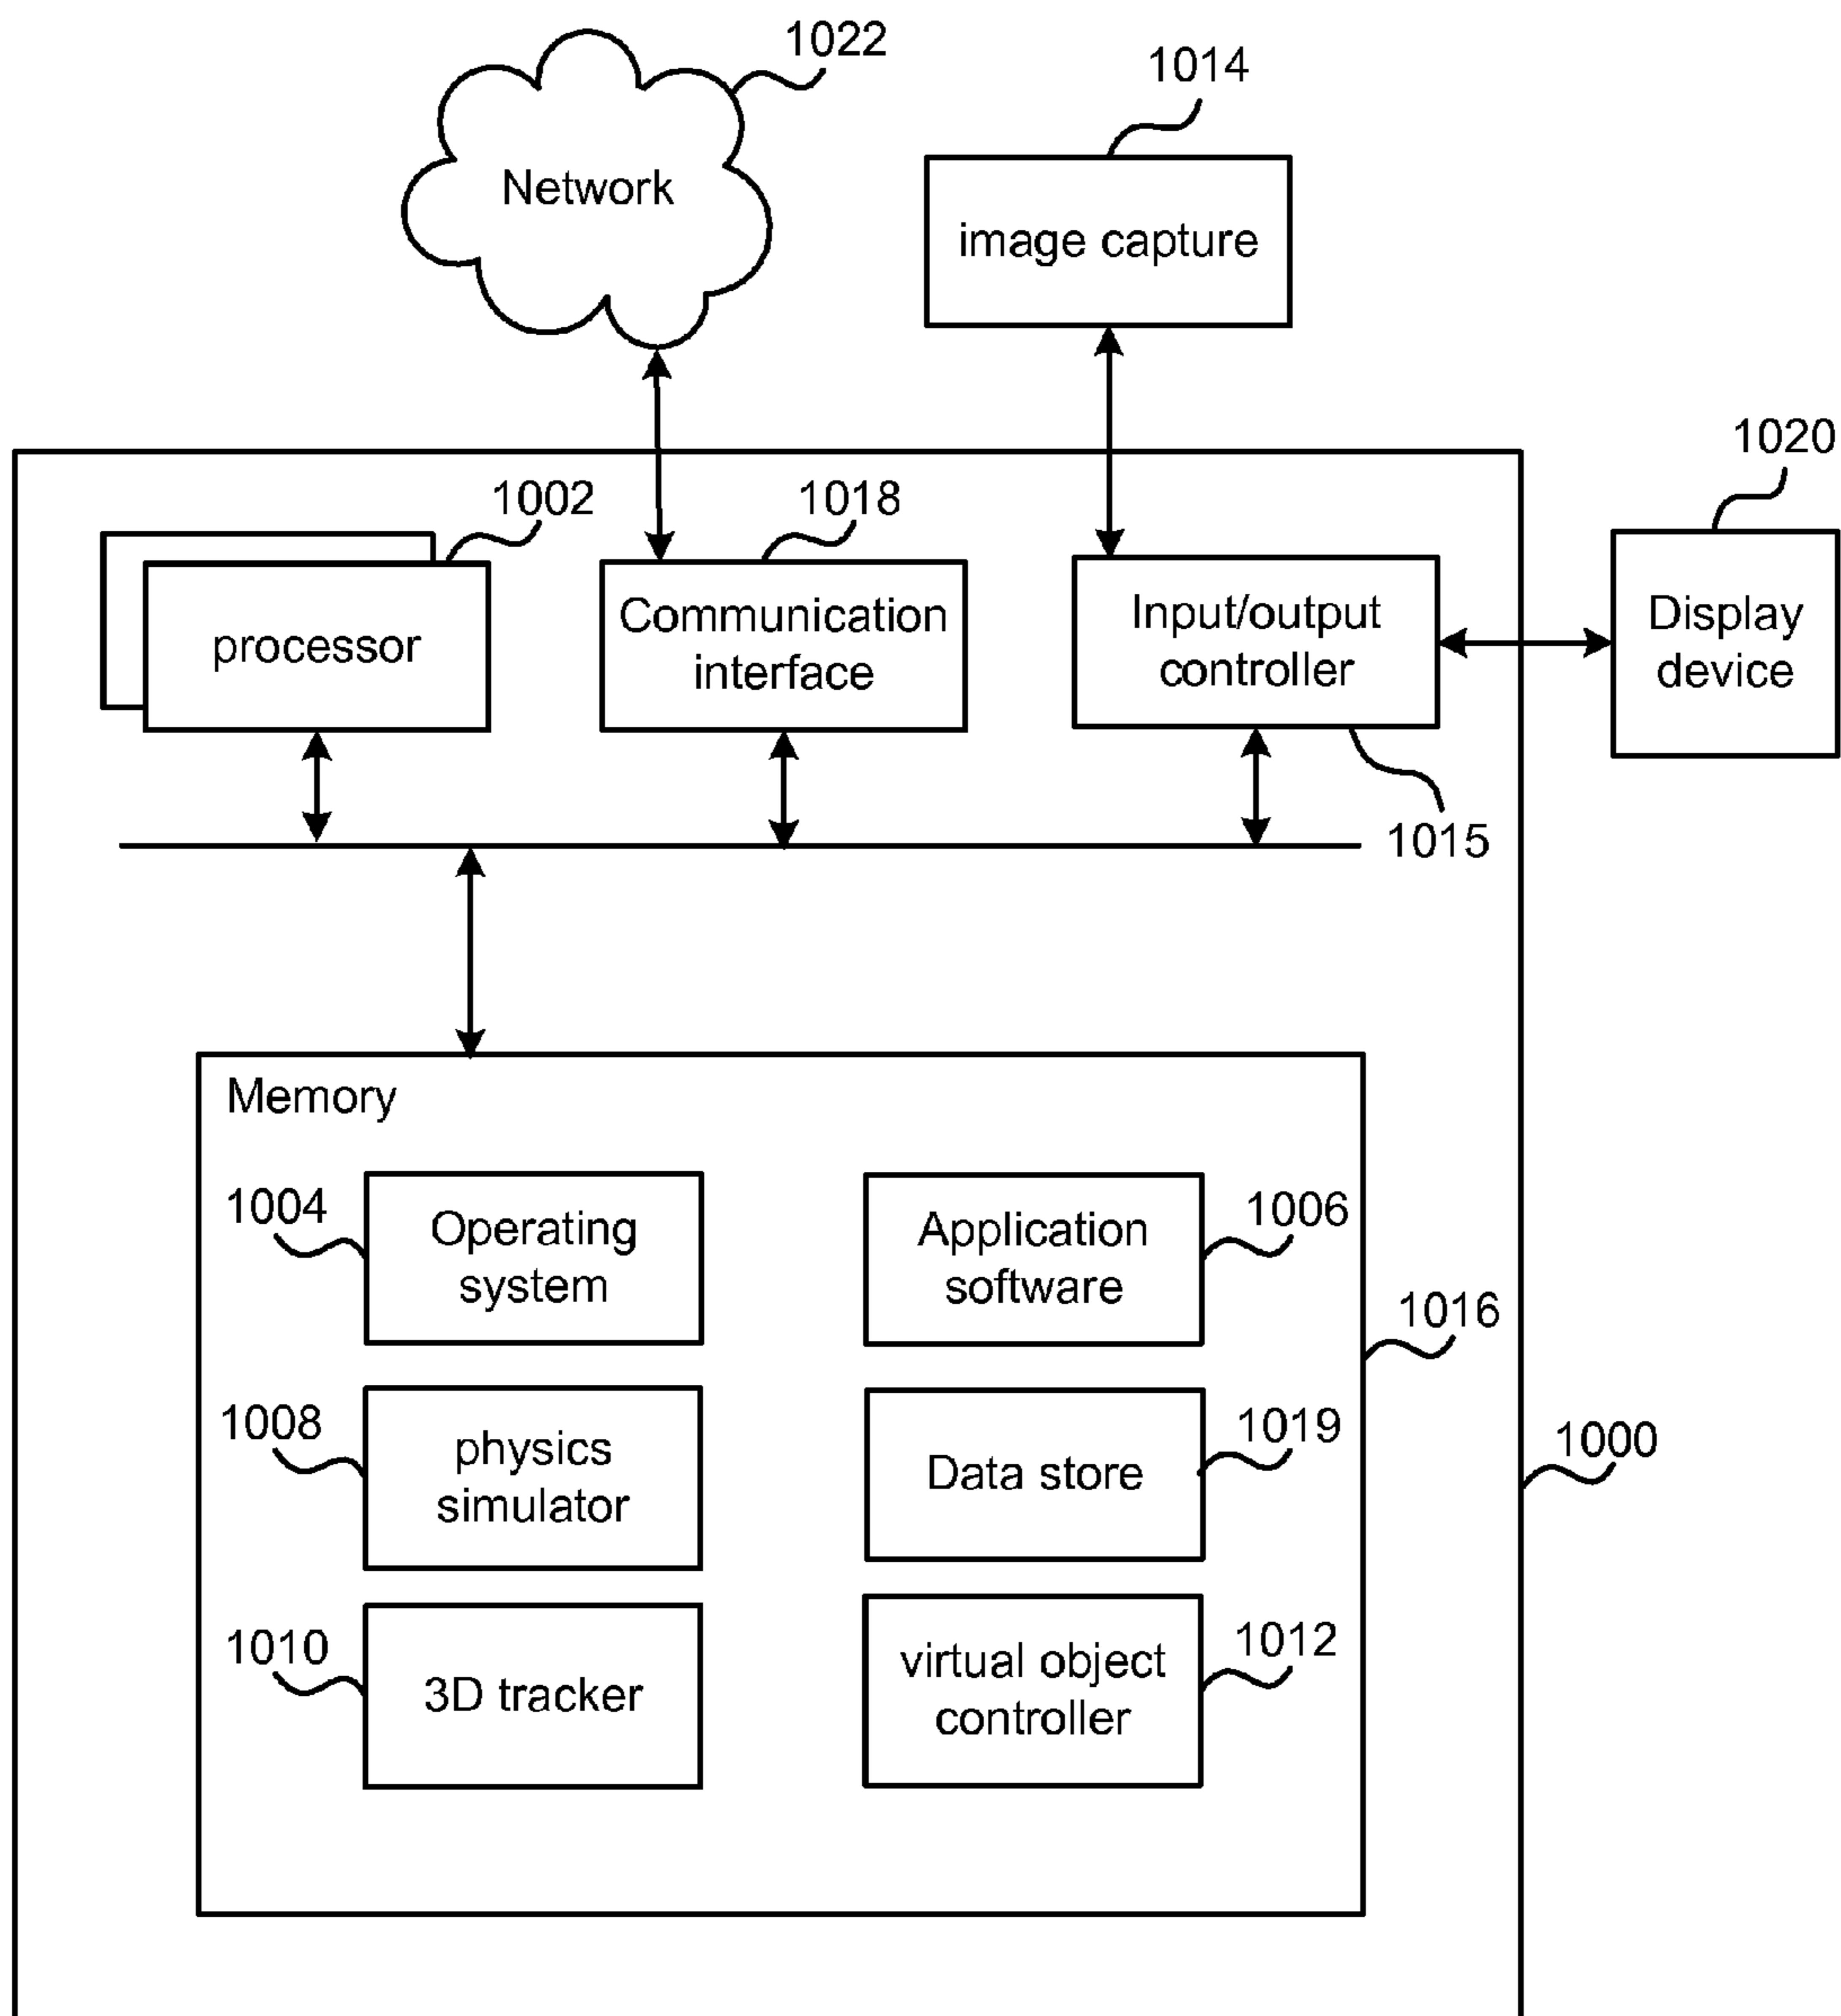 1022
1014
Network
image capture
1020
1002
1018
processor
Communication
interface
Input/output
controller
Display
device
1015
Memory
1004
Operating
system
Application
software
1006
1016
1008
physics
simulator
Data store
1019
1000
1010
3D tracker
virtual object
controller
1012